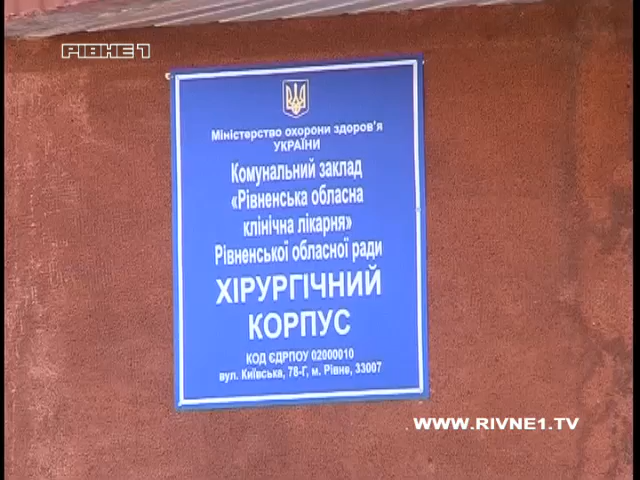 РІВНЕ 1
Міністерство охорони здоров'я
УКРАЇНИ
Комунальний заклад
«Рівненська обласна
клінічна лікарня»
Рівненської обласної ради
ХІРУРГІЧНИЙ
КОРПУС
КОД ЄДРПОУ 02000010
вул. Київська, 78-Г, м. Рівне, 33007
WWW.RIVNE1.TV